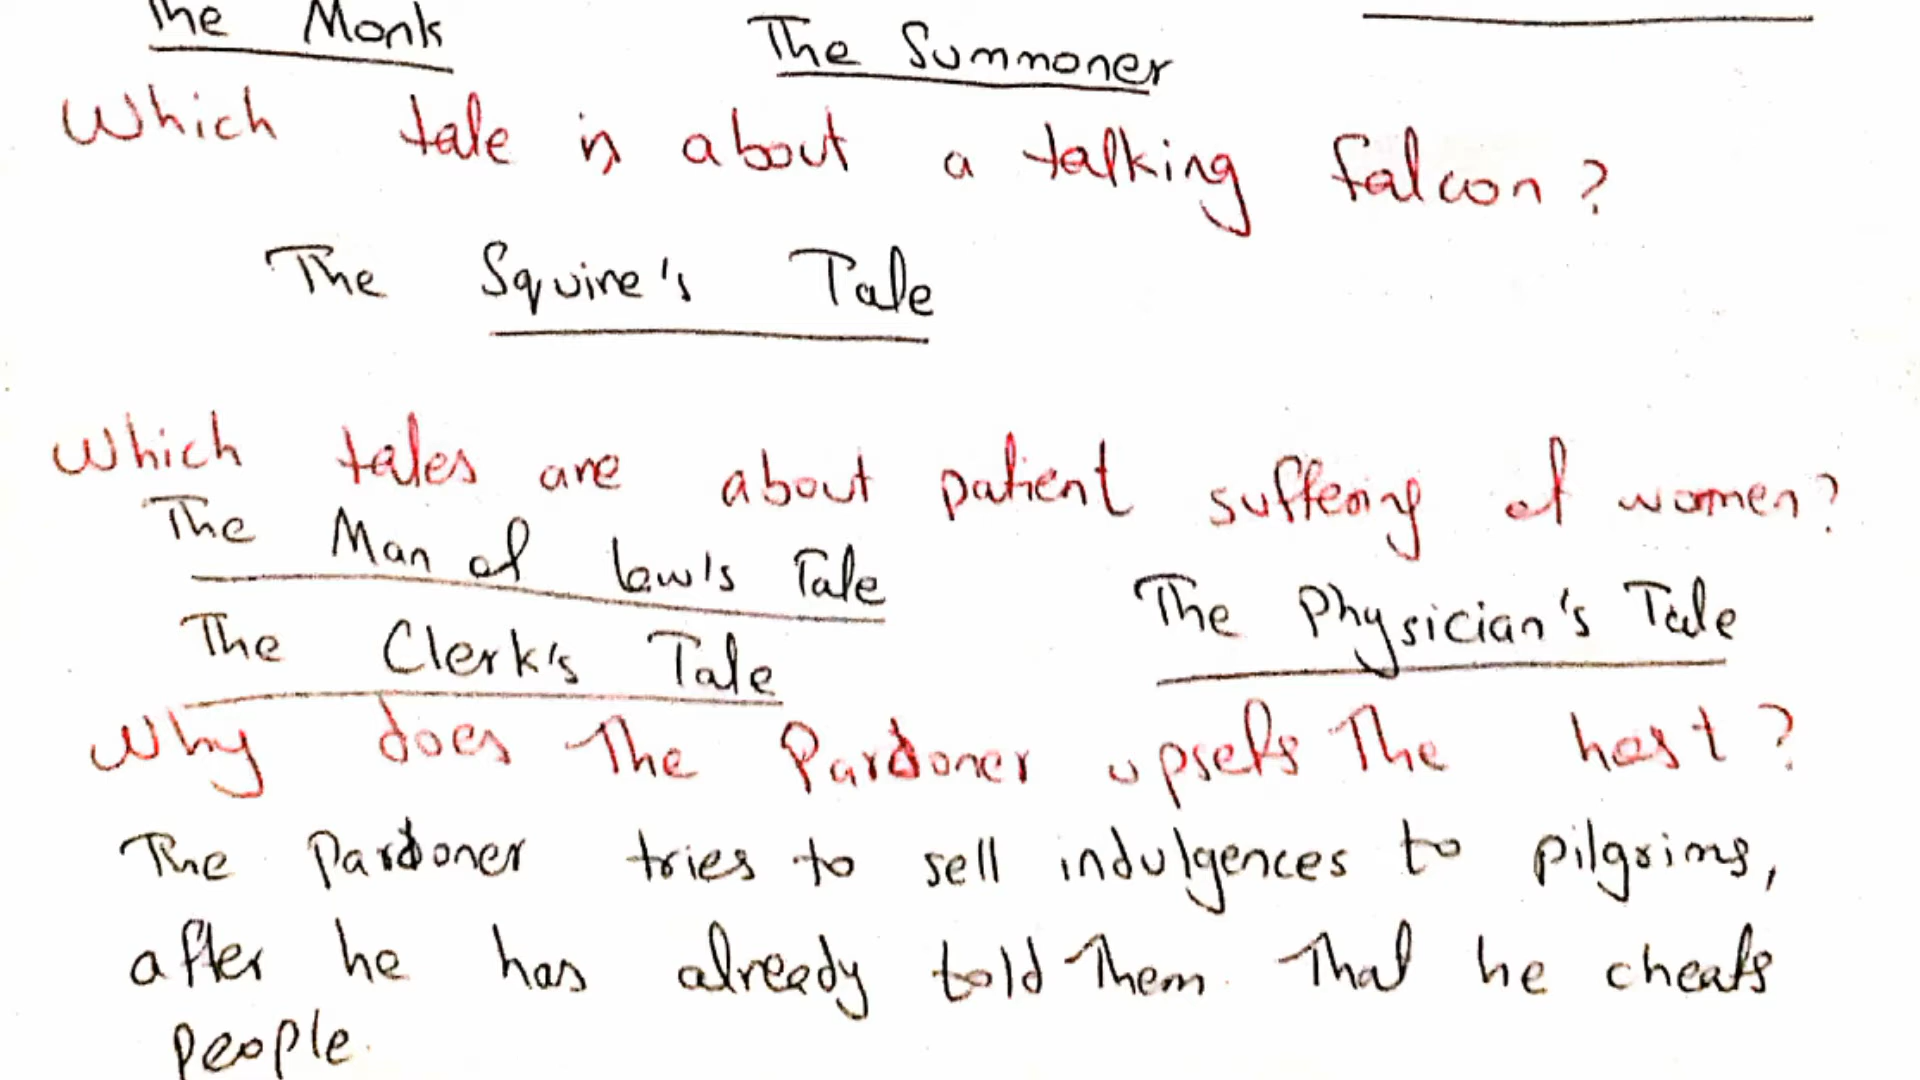 The Monk
The Summoner
Which tale is about a talking falcon?
The Squire's Tale
Which tales are about patient suffering of women?
The Man of Law's Tale
The Physician's Tale
The Clerk's Tale
Why does the Pardoner upsets the host?
The Pardoner tries to sell indulgences to pilgrims,
after he has already told them that he cheats
people.